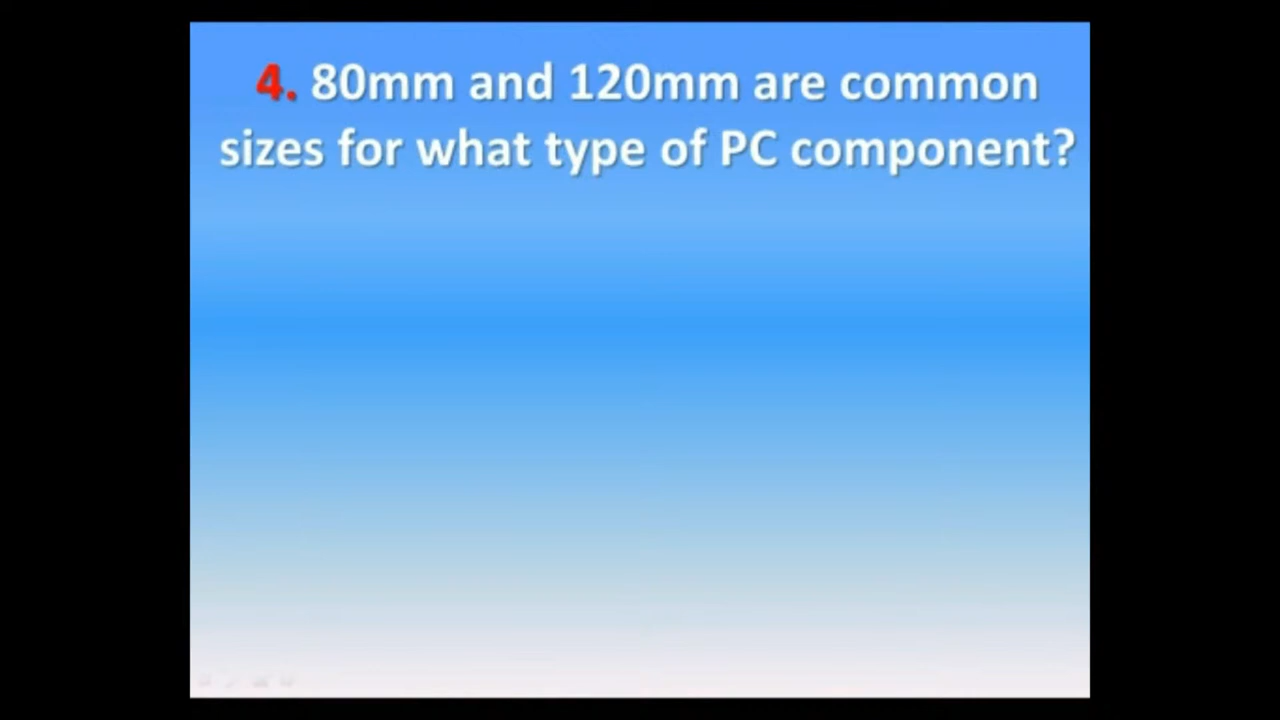 4. 80mm and 120mm are common
sizes for what type of PC component?